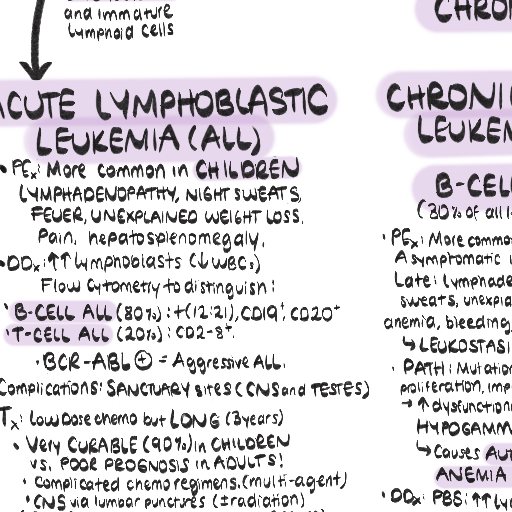 and immature
lymphoid cells
ACUTE LYMPHOBLASTIC
LEUKEMIA (ALL)
• PEx: More common in CHILDREN
LYMPHADENOPATHY, NIGHT SWEATS,
FEVER, UNEXPLAINED WEIGHT LOSS.
Pain, hepatosplenomegaly.
• DDx: ↑↑ lymphoblasts (↓WBCs)
Flow Cytometry to distinguish:
• B-CELL ALL (80%): t(12:21), CD19⁺, CD20⁺
• T-CELL ALL (20%): CD2-8⁺.
• BCR-ABL ⊕ = Aggressive ALL.
Complications: SANCTUARY sites (CNS and TESTES)
Tx: Low Dose chemo but LONG (3 years)
• Very CURABLE (90%) in CHILDREN
vs. POOR PROGNOSIS in ADULTS!
• Complicated chemo regimens. (multi-agent)
• CNS via lumbar punctures (± radiation)
CHRON
CHRONI
LEUKEM
B-CEL
(30% of all l
• PEx: More commo
Asymptomatic
Late: lymphade
sweats, unexpla
anemia, bleeding,
↳ LEUKOSTASI
• PATH: Mutation
proliferation, imp
→ ↑ dysfunction
HYPOGAMM
↳ Causes AUT
ANEMIA
• DDx: PBS: ↑↑ Ly